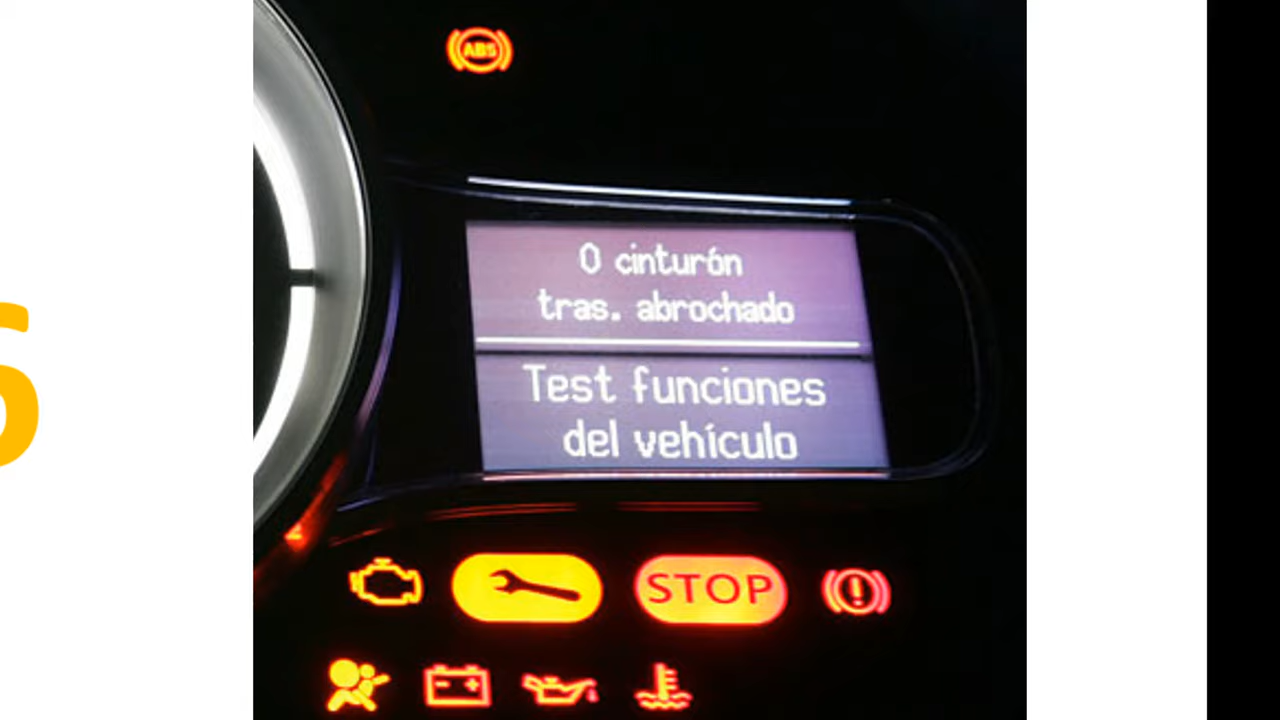 ABS
0 cinturón
tras. abrochado
Test funciones
del vehículo
STOP